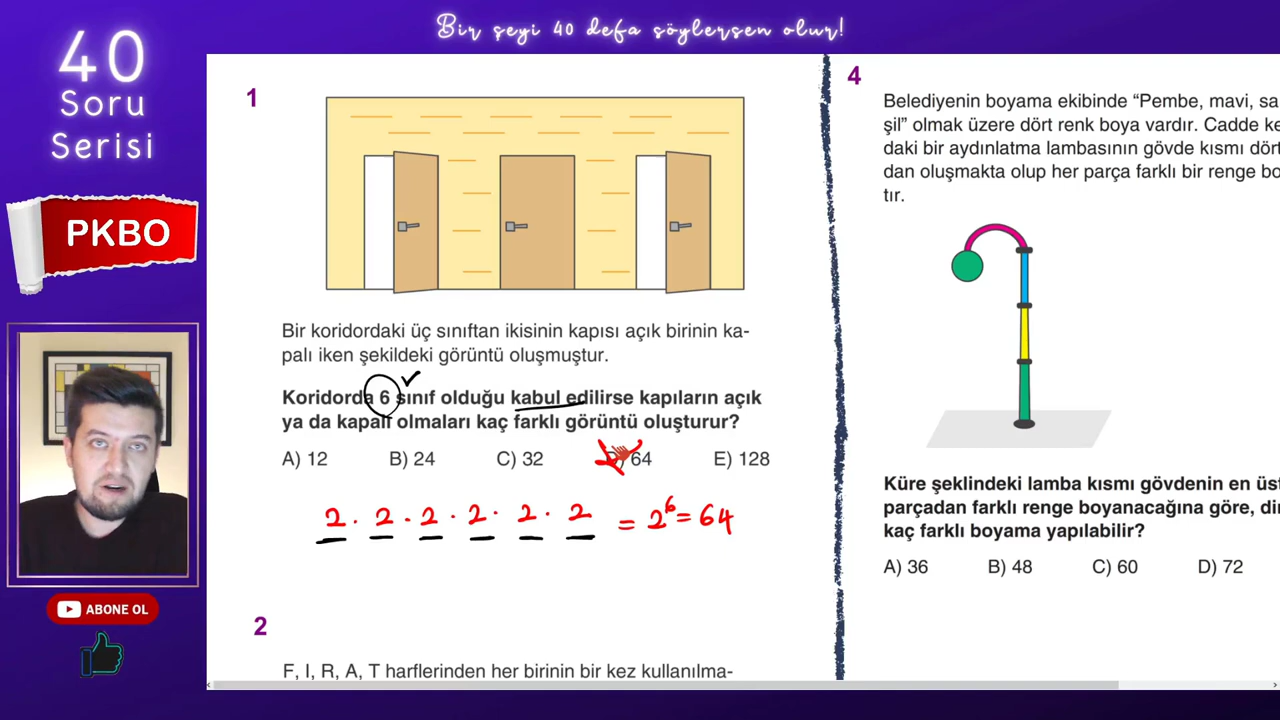 Bir şeyi 40 defa söylersen olur!
40
Soru
Serisi
PKBO
ABONE OL
1
Bir koridordaki üç sınıftan ikisinin kapısı açık birinin ka-
palı iken şekildeki görüntü oluşmuştur.
Koridorda 6 sınıf olduğu kabul edilirse kapıların açık
ya da kapalı olmaları kaç farklı görüntü oluşturur?
A) 12 B) 24 C) 32 D) 64 E) 128
2 . 2 . 2 . 2 . 2 . 2 = 2⁶ = 64
2
F, I, R, A, T harflerinden her birinin bir kez kullanılma-
4
Belediyenin boyama ekibinde “Pembe, mavi, sa
şil” olmak üzere dört renk boya vardır. Cadde ke
daki bir aydınlatma lambasının gövde kısmı dört
dan oluşmakta olup her parça farklı bir renge bo
tır.
Küre şeklindeki lamba kısmı gövdenin en üst
parçadan farklı renge boyanacağına göre, di
kaç farklı boyama yapılabilir?
A) 36 B) 48 C) 60 D) 72